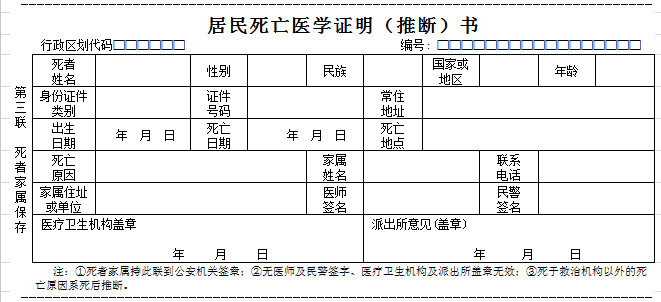 居民死亡医学证明（推断）书
行政区划代码□□□□□□ 编号：□□□□□□□□□□□□□□□□□
第三联 死者家属保存
死者姓名 性别 民族 国家或地区 年龄
身份证件类别 证件号码 常住地址
出生日期 年 月 日 死亡日期 年 月 日 死亡地点
死亡原因 家属姓名 联系电话
家属住址或单位 医师签名 民警签名
医疗卫生机构盖章 派出所意见(盖章)
年 月 日 年 月 日
注：①死者家属持此联到公安机关签章；②无医师及民警签字、医疗卫生机构及派出所盖章无效；③死于救治机构以外的死
亡原因系死后推断。